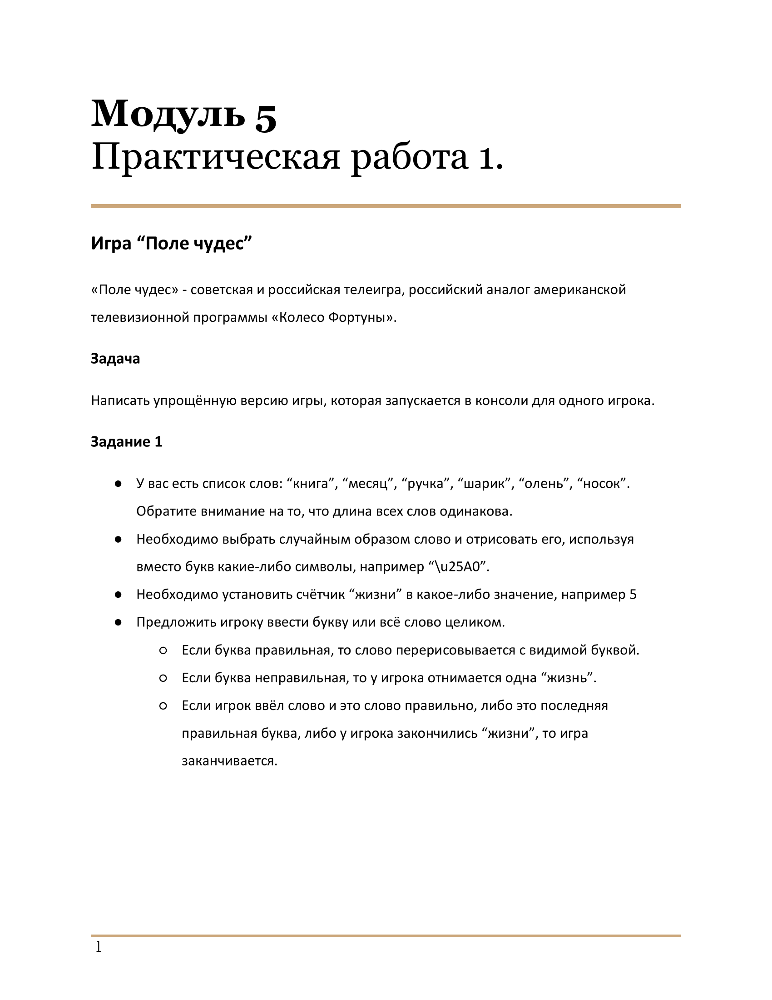 Модуль 5
Практическая работа 1.
Игра “Поле чудес”
«Поле чудес» - советская и российская телеигра, российский аналог американской
телевизионной программы «Колесо Фортуны».
Задача
Написать упрощённую версию игры, которая запускается в консоли для одного игрока.
Задание 1
● У вас есть список слов: “книга”, “месяц”, “ручка”, “шарик”, “олень”, “носок”.
Обратите внимание на то, что длина всех слов одинакова.
● Необходимо выбрать случайным образом слово и отрисовать его, используя
вместо букв какие-либо символы, например “\u25A0”.
● Необходимо установить счётчик “жизни” в какое-либо значение, например 5
● Предложить игроку ввести букву или всё слово целиком.
○ Если буква правильная, то слово перерисовывается с видимой буквой.
○ Если буква неправильная, то у игрока отнимается одна “жизнь”.
○ Если игрок ввёл слово и это слово правильно, либо это последняя
правильная буква, либо у игрока закончились “жизни”, то игра
заканчивается.
1